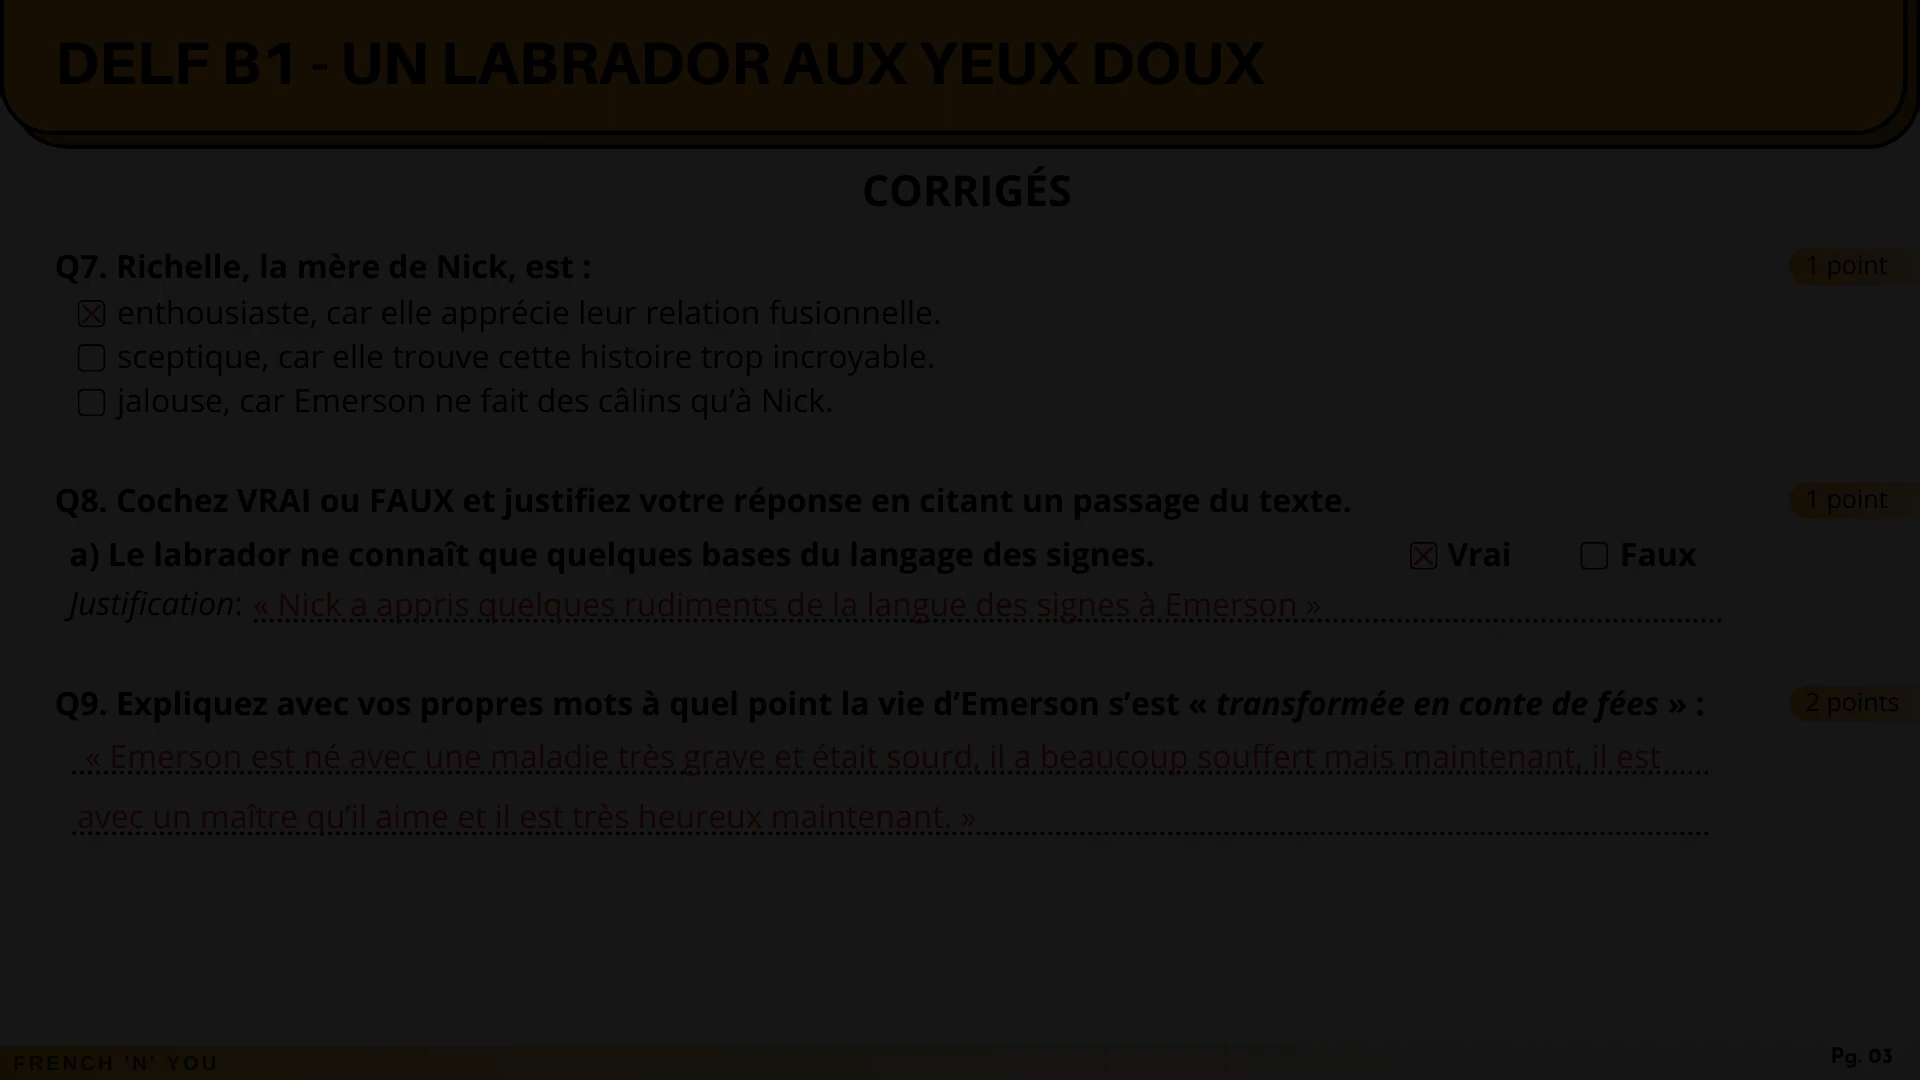 DELF B1 - UN LABRADOR AUX YEUX DOUX
CORRIGÉS
Q7. Richelle, la mère de Nick, est :
1 point
☒ enthousiaste, car elle apprécie leur relation fusionnelle.
☐ sceptique, car elle trouve cette histoire trop incroyable.
☐ jalouse, car Emerson ne fait des câlins qu’à Nick.
Q8. Cochez VRAI ou FAUX et justifiez votre réponse en citant un passage du texte.
1 point
a) Le labrador ne connaît que quelques bases du langage des signes. ☒ Vrai ☐ Faux
Justification: « Nick a appris quelques rudiments de la langue des signes à Emerson »
Q9. Expliquez avec vos propres mots à quel point la vie d’Emerson s’est « transformée en conte de fées » :
2 points
« Emerson est né avec une maladie très grave et était sourd, il a beaucoup souffert mais maintenant, il est
avec un maître qu’il aime et il est très heureux maintenant. »
FRENCH 'N' YOU
Pg. 03